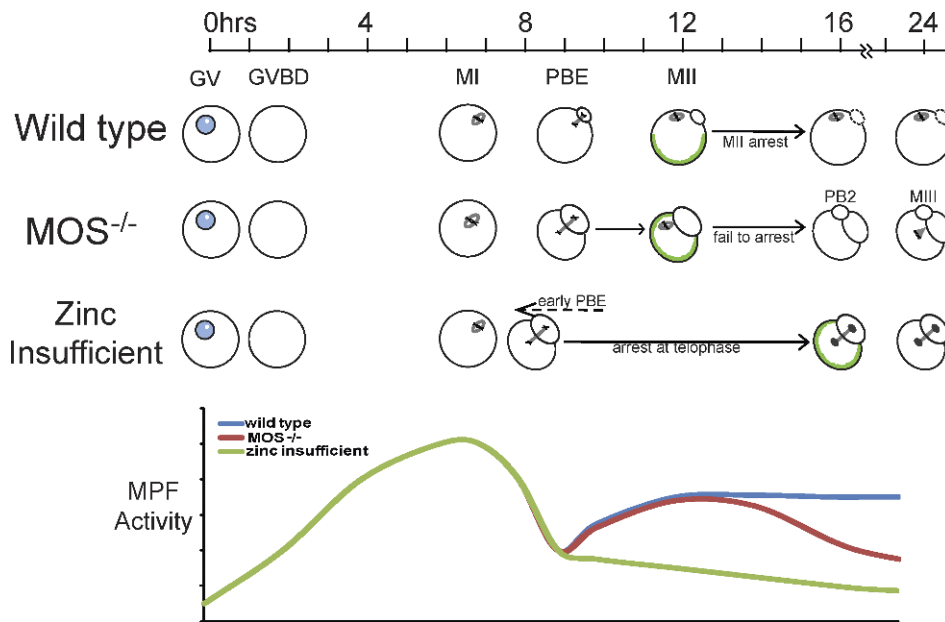 0hrs 4 8 12 16 24
GV GVBD MI PBE MII
Wild type
MII arrest
MOS-/-
PB2 MIII
fail to arrest
Zinc
Insufficient
early PBE
arrest at telophase
wild type
MOS -/-
zinc insufficient
MPF
Activity